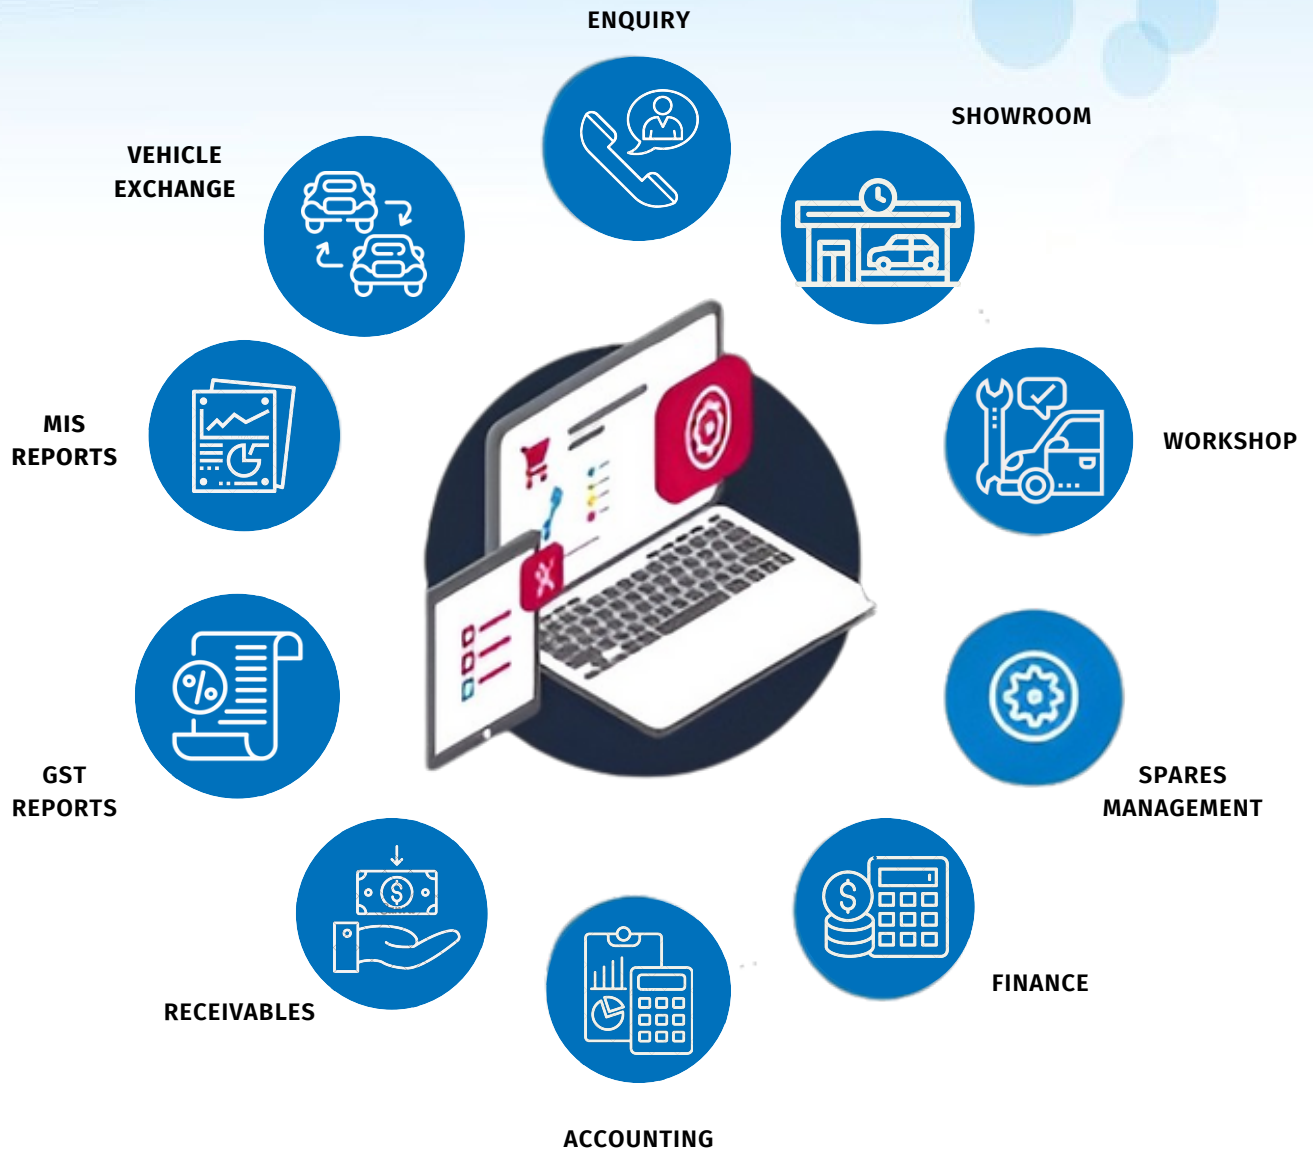 ENQUIRY
SHOWROOM
VEHICLE
EXCHANGE
MIS
REPORTS
WORKSHOP
GST
REPORTS
SPARES
MANAGEMENT
FINANCE
RECEIVABLES
ACCOUNTING